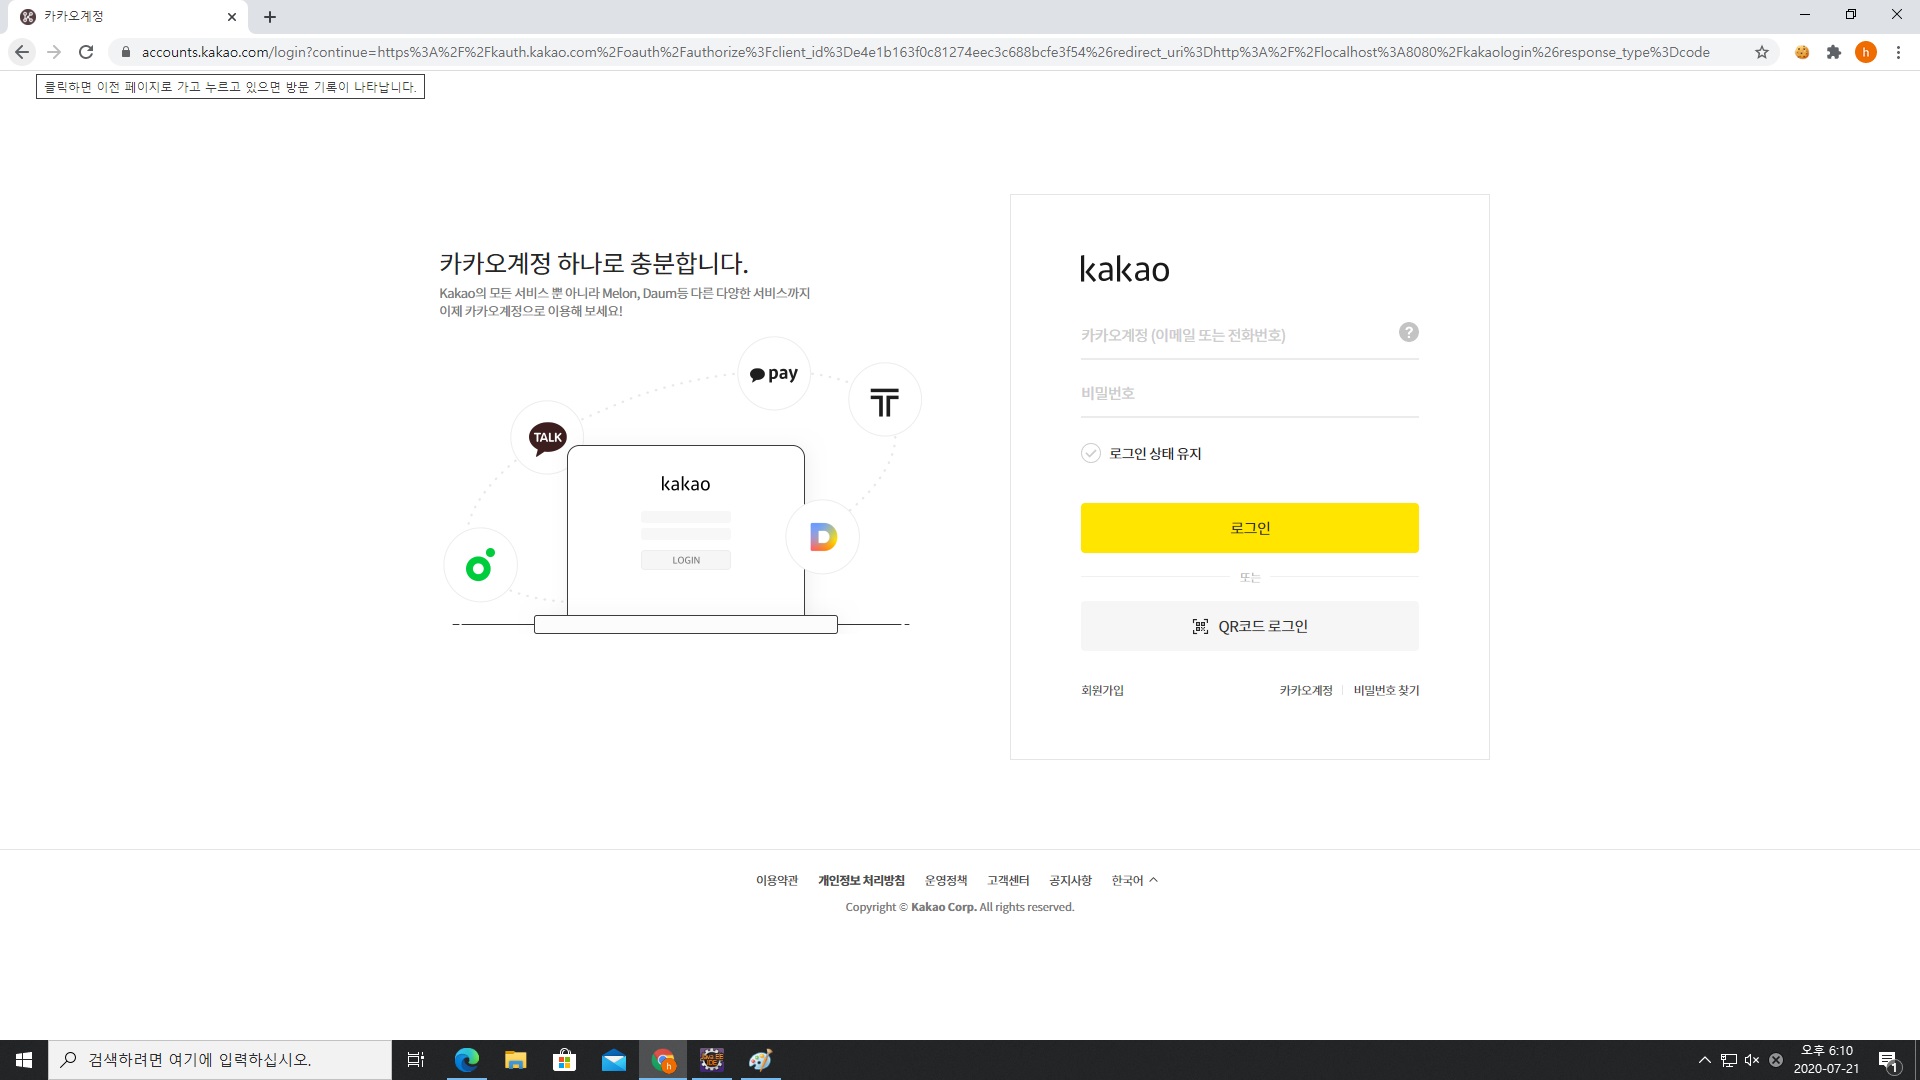 카카오계정
accounts.kakao.com/login?continue=https%3A%2F%2Fkauth.kakao.com%2Foauth%2Fauthorize%3Fclient_id%3De4e1b163f0c81274eec3c688bcfe3f54%26redirect_uri%3Dhttp%3A%2F%2Flocalhost%3A8080%2Fkakaologin%26response_type%3Dcode
h
클릭하면 이전 페이지로 가고 누르고 있으면 방문 기록이 나타납니다.
카카오계정 하나로 충분합니다.
Kakao의 모든 서비스 뿐 아니라 Melon, Daum등 다른 다양한 서비스까지
이제 카카오계정으로 이용해 보세요!
pay
TALK
kakao
LOGIN
kakao
카카오계정 (이메일 또는 전화번호)
?
비밀번호
로그인 상태 유지
로그인
또는
QR코드 로그인
회원가입
카카오계정
비밀번호 찾기
이용약관 개인정보 처리방침 운영정책 고객센터 공지사항 한국어
Copyright © Kakao Corp. All rights reserved.
검색하려면 여기에 입력하십시오.
h
Java EE
IDE
오후 6:10
2020-07-21
1